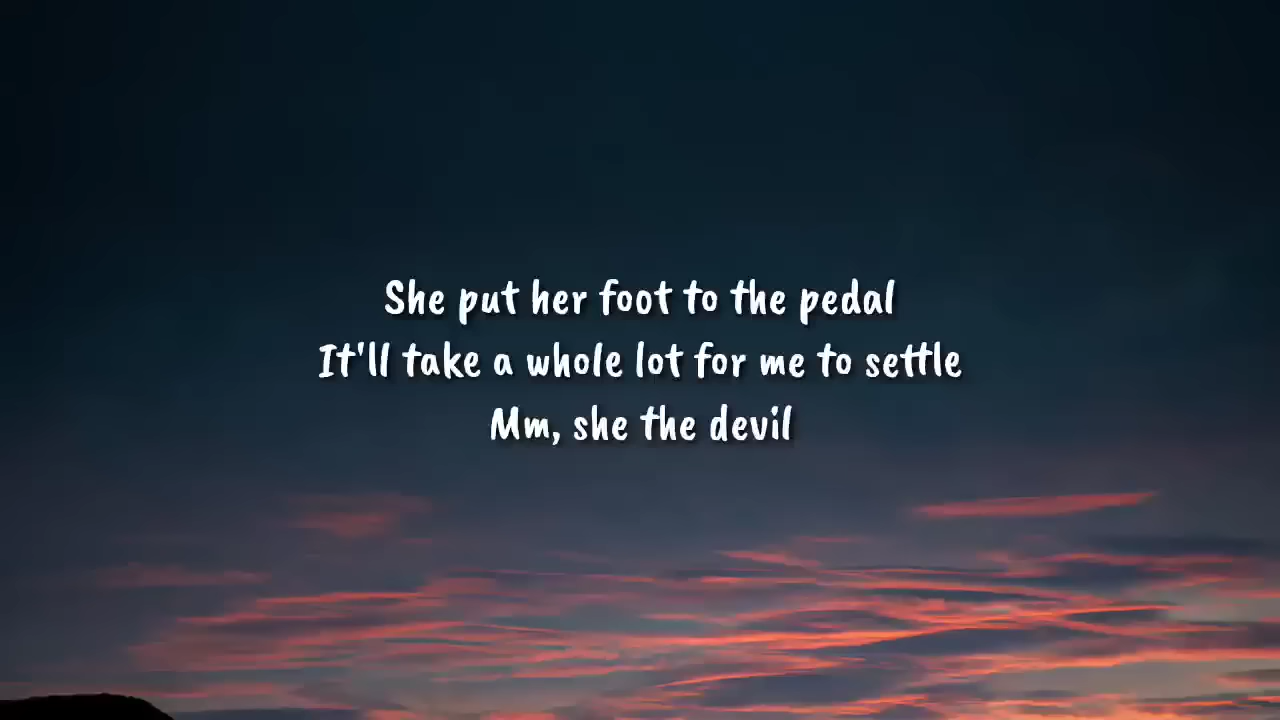 She put her foot to the pedal
It'll take a whole lot for me to settle
Mm, she the devil